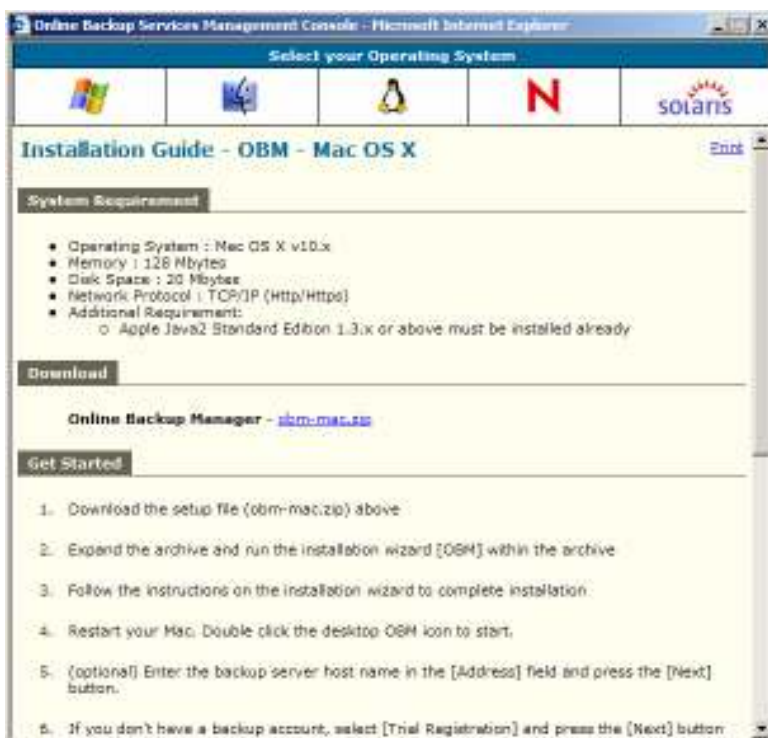 Online Backup Services Management Console - Microsoft Internet Explorer
Select your Operating System
N
solaris
Installation Guide - OBM - Mac OS X
Print
System Requirement
• Operating System : Mac OS X v10.x
• Memory : 128 Mbytes
• Disk Space : 20 Mbytes
• Network Protocol : TCP/IP (Http/Https)
• Additional Requirement:
○ Apple Java2 Standard Edition 1.3.x or above must be installed already
Download
Online Backup Manager - obm-mac.zip
Get Started
1. Download the setup file (obm-mac.zip) above
2. Expand the archive and run the installation wizard [OBM] within the archive
3. Follow the instructions on the installation wizard to complete installation
4. Restart your Mac. Double click the desktop OBM icon to start.
5. (optional) Enter the backup server host name in the [Address] field and press the [Next]
button.
6. If you don't have a backup account, select [Trial Registration] and press the [Next] button